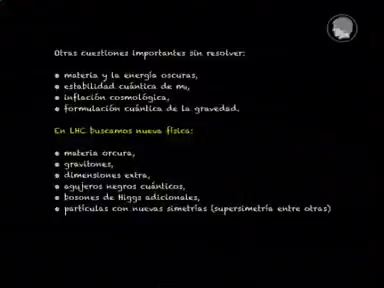 Otras cuestiones importantes sin resolver:
• materia y la energía oscuras,
• estabilidad cuántica de mH,
• inflación cosmológica,
• formulación cuántica de la gravedad.
En LHC buscamos nueva física:
• materia orcura,
• gravitones,
• dimensiones extra,
• agujeros negros cuánticos,
• bosones de Higgs adicionales,
• partículas con nuevas simetrías (supersimetría entre otras)